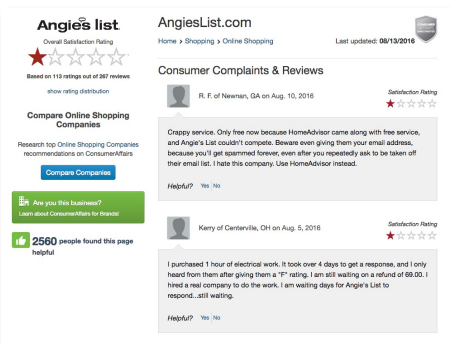 Angie's list.
Overall Satisfaction Rating
Based on 113 ratings out of 267 reviews
show rating distribution
Compare Online Shopping
Companies
Research top Online Shopping Companies
recommendations on ConsumerAffairs
Compare Companies
Are you this business?
Learn about ConsumerAffairs for Brands!
2560 people found this page
helpful
AngiesList.com
Home > Shopping > Online Shopping
Last updated: 08/13/2016
Consumer Complaints & Reviews
R. F. of Newnan, GA on Aug. 10, 2016
Satisfaction Rating
Crappy service. Only free now because HomeAdvisor came along with free service,
and Angie's List couldn't compete. Beware even giving them your email address,
because you'll get spammed forever, even after you repeatedly ask to be taken off
their email list. I hate this company. Use HomeAdvisor instead.
Helpful? Yes No
Kerry of Centerville, OH on Aug. 5, 2016
Satisfaction Rating
I purchased 1 hour of electrical work. It took over 4 days to get a response, and I only
heard from them after giving them a "F" rating. I am still waiting on a refund of 69.00. I
hired a real company to do the work. I am waiting days for Angie's List to
respond...still waiting.
Helpful? Yes No